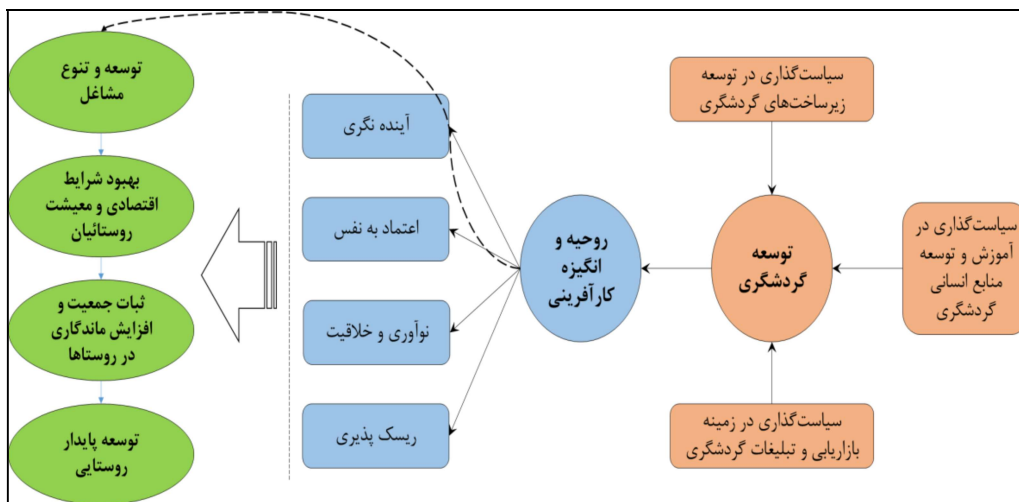 سیاست‌گذاری در توسعه
زیرساخت‌های گردشگری
سیاست‌گذاری در
آموزش و توسعه
منابع انسانی
گردشگری
سیاست‌گذاری در زمینه
بازاریابی و تبلیغات گردشگری
توسعه
گردشگری
روحیه و
انگیزه
کارآفرینی
آینده نگری
اعتماد به نفس
نوآوری و خلاقیت
ریسک پذیری
توسعه و تنوع
مشاغل
بهبود شرایط
اقتصادی و معیشت
روستائیان
ثبات جمعیت و
افزایش ماندگاری
در روستاها
توسعه پایدار
روستایی